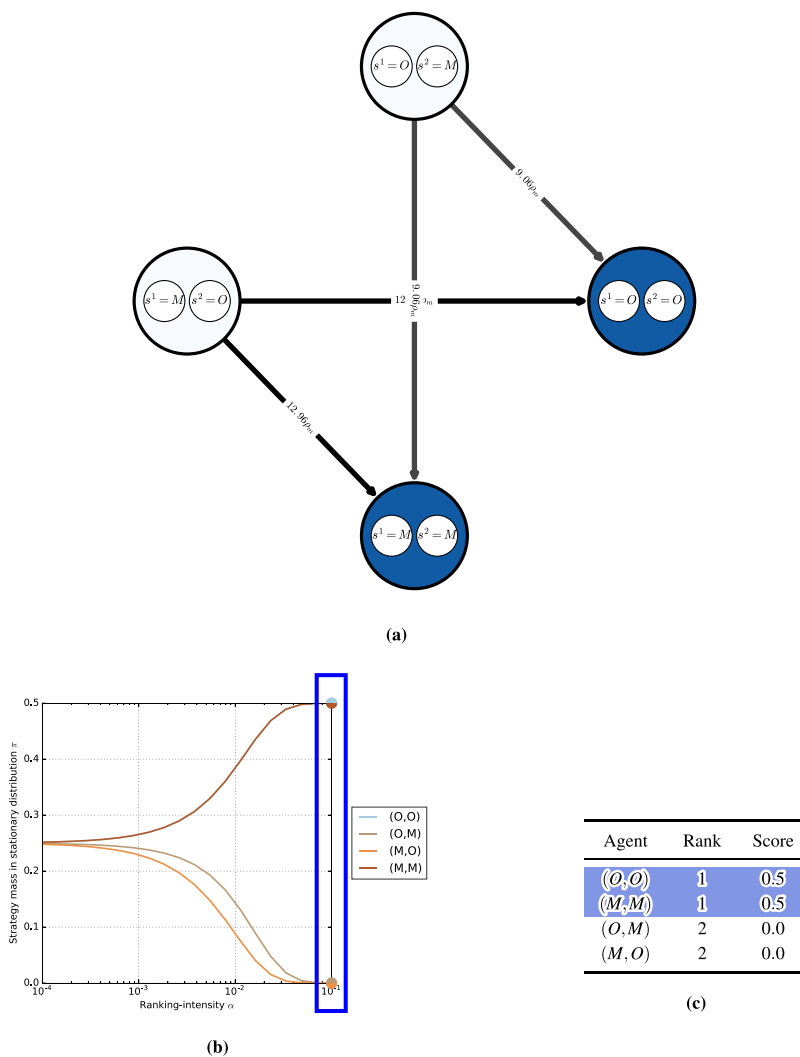 s¹ = O s² = M
9.06ρₘ
s¹ = M s² = O
12
ρₘ
9.06ρₘ
s¹ = O s² = O
12.96ρₘ
s¹ = M s² = M
(a)
Strategy mass in stationary distribution π
0.5
0.4
0.3
0.2
0.1
0.0
10⁻⁴ 10⁻³ 10⁻² 10⁻¹
Ranking-intensity α
(O,O)
(O,M)
(M,O)
(M,M)
(b)
Agent Rank Score
(O,O) 1 0.5
(M,M) 1 0.5
(O,M) 2 0.0
(M,O) 2 0.0
(c)